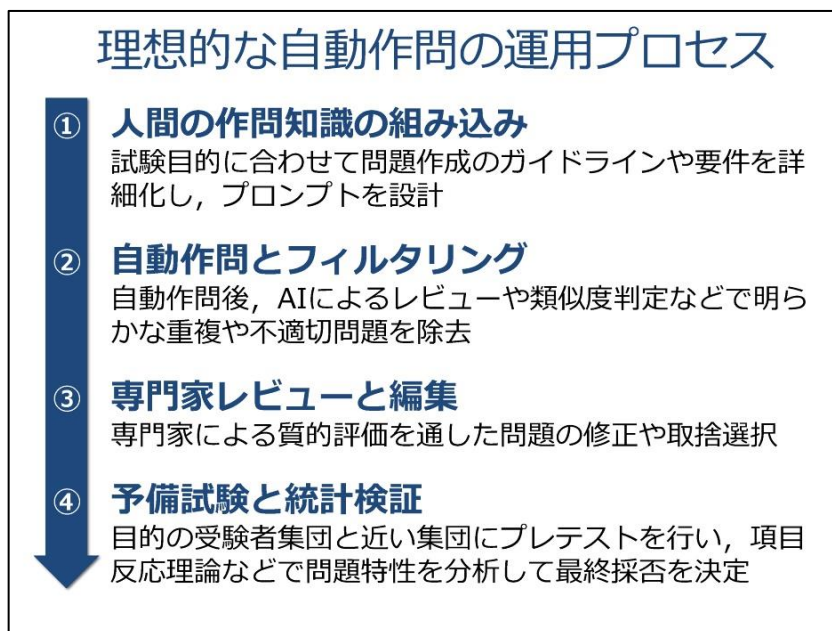 理想的な自動作問の運用プロセス
① 人間の作問知識の組み込み
試験目的に合わせて問題作成のガイドラインや要件を詳
細化し，プロンプトを設計
② 自動作問とフィルタリング
自動作問後，AIによるレビューや類似度判定などで明ら
かな重複や不適切問題を除去
③ 専門家レビューと編集
専門家による質的評価を通した問題の修正や取捨選択
④ 予備試験と統計検証
目的の受験者集団と近い集団にプレテストを行い，項目
反応理論などで問題特性を分析して最終採否を決定